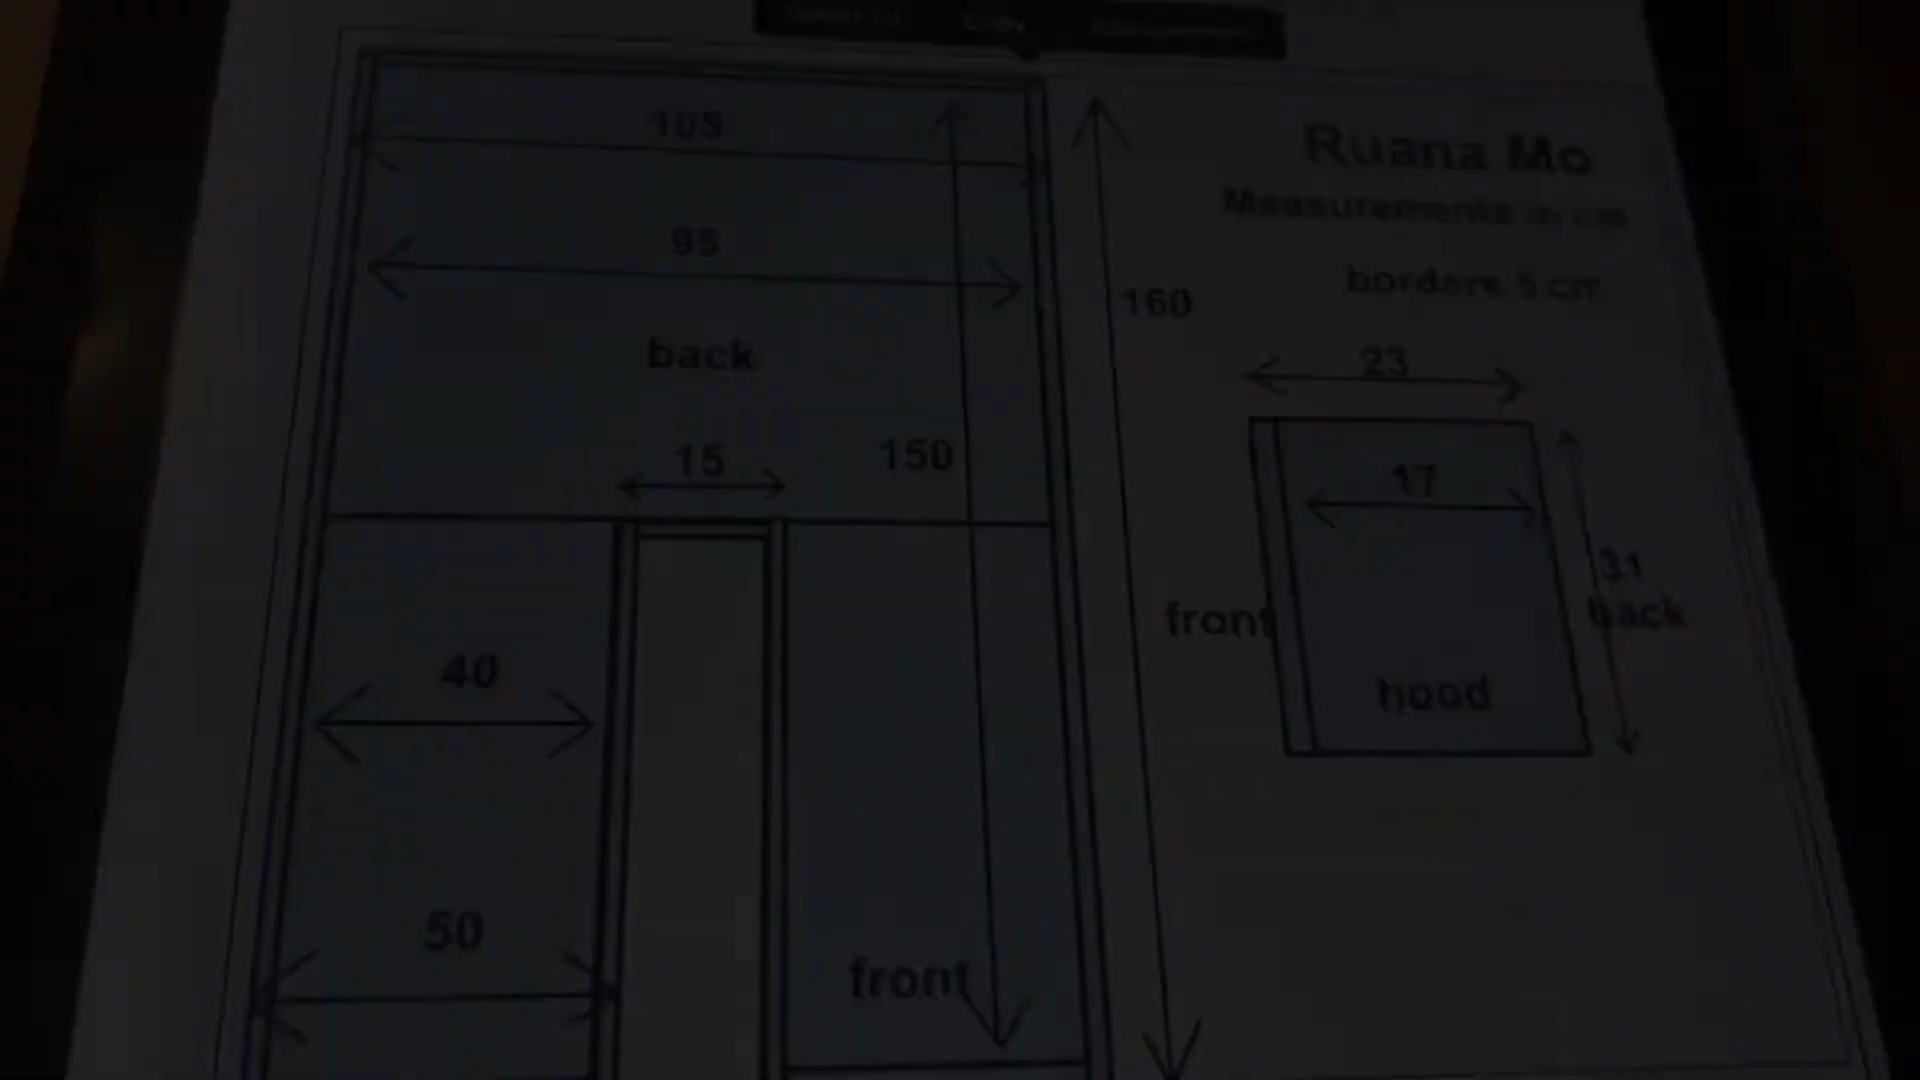 105
Ruana Mo
Measurements in cm
95
borders 5 cm
160
back
23
15
150
17
31
front
back
40
hood
50
front